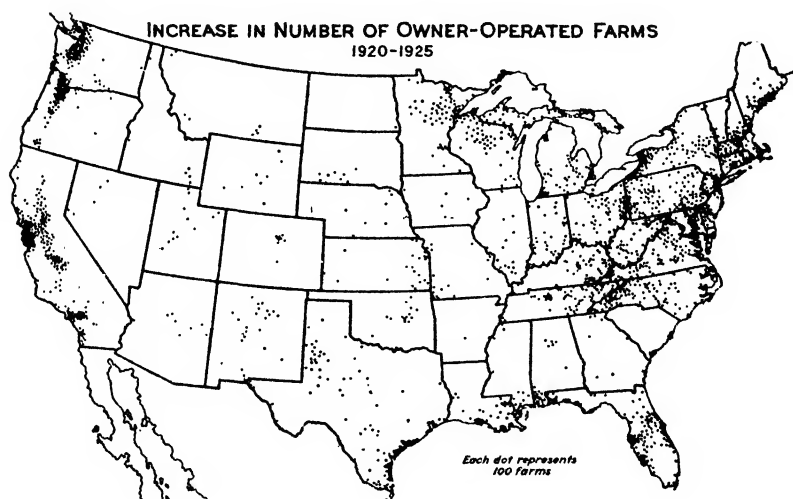 INCREASE IN NUMBER OF OWNER-OPERATED FARMS
1920-1925
Each dot represents
100 farms